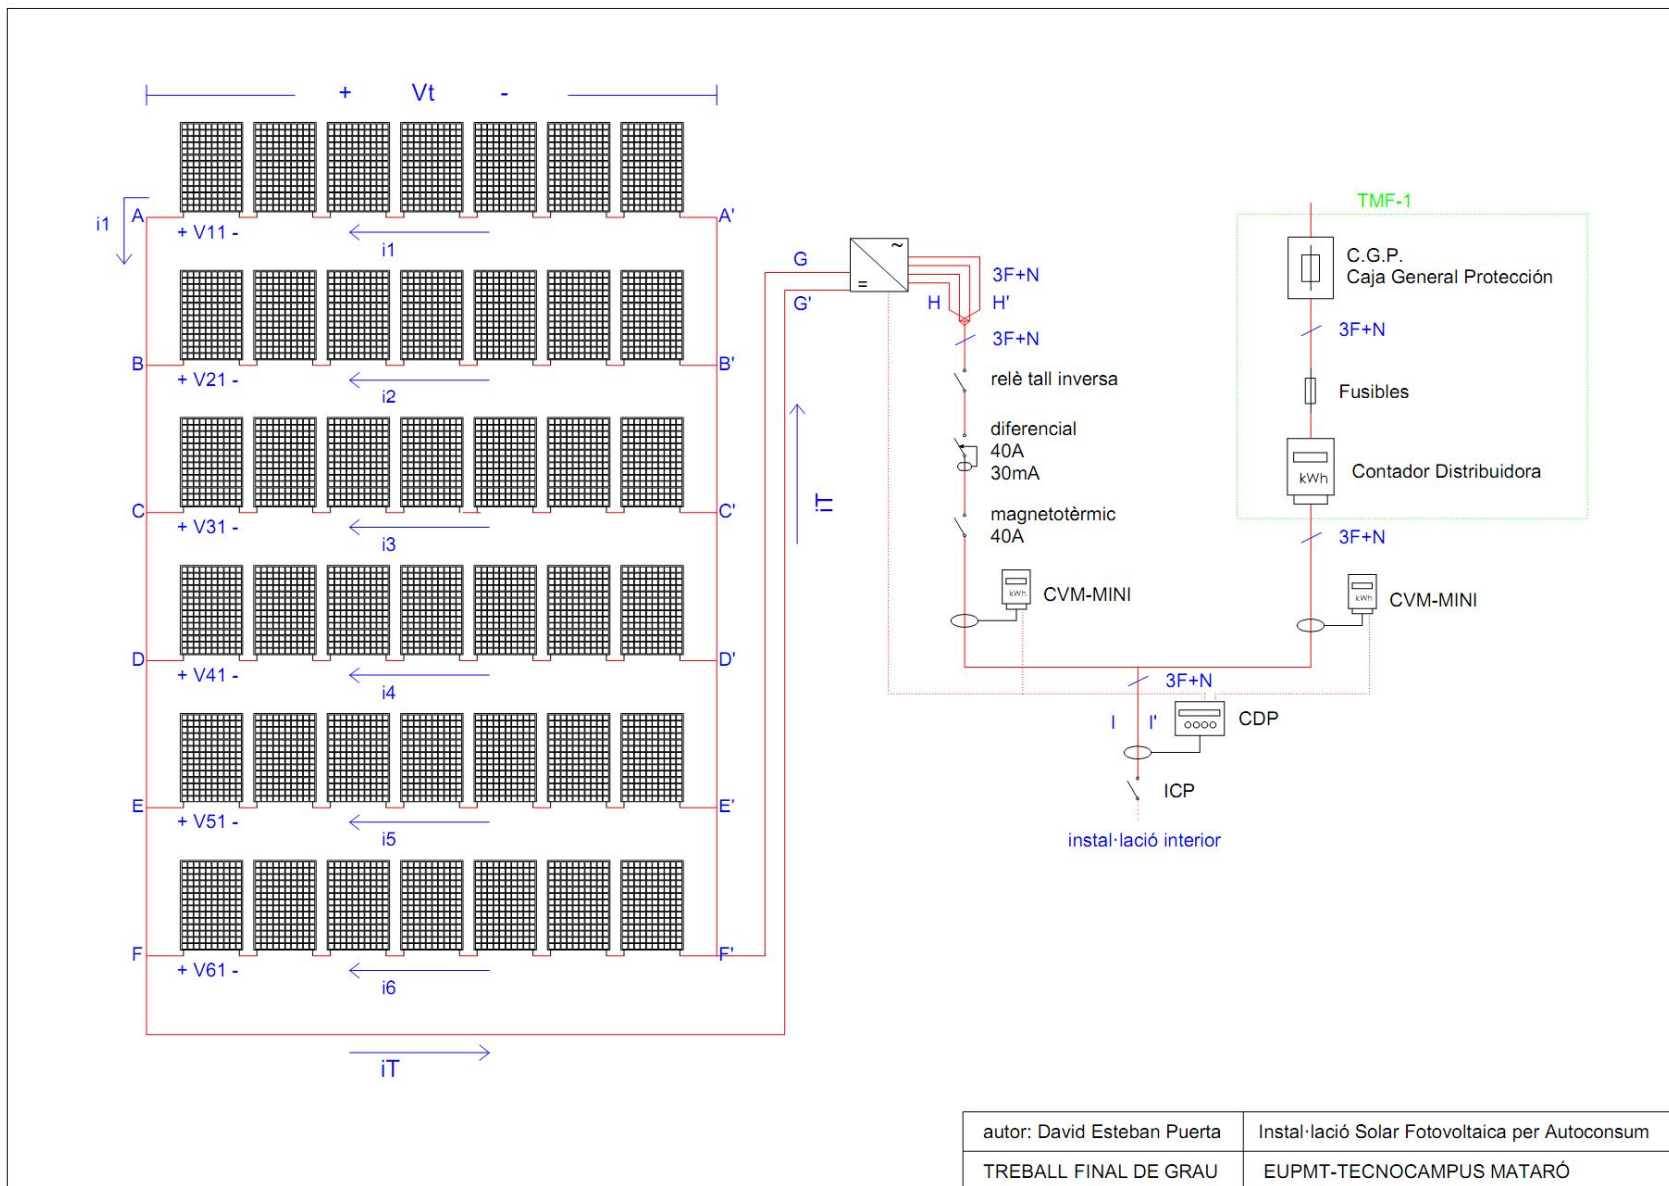 + Vt -
i1
A
A'
+ V11 -
i1
B
B'
+ V21 -
i2
C
C'
+ V31 -
i3
D
D'
+ V41 -
i4
E
E'
+ V51 -
i5
F
F'
+ V61 -
i6
iT
iT
G
G'
~
=
3F+N
H
H'
3F+N
relè tall inversa
diferencial
40A
30mA
magnetotèrmic
40A
kWh
CVM-MINI
TMF-1
C.G.P.
Caja General Protección
3F+N
Fusibles
kWh
Contador Distribuidora
3F+N
kWh
CVM-MINI
3F+N
I
I'
CDP
ICP
instal·lació interior
autor: David Esteban Puerta
Instal·lació Solar Fotovoltaica per Autoconsum
TREBALL FINAL DE GRAU
EUPMT-TECNOCAMPUS MATARÓ